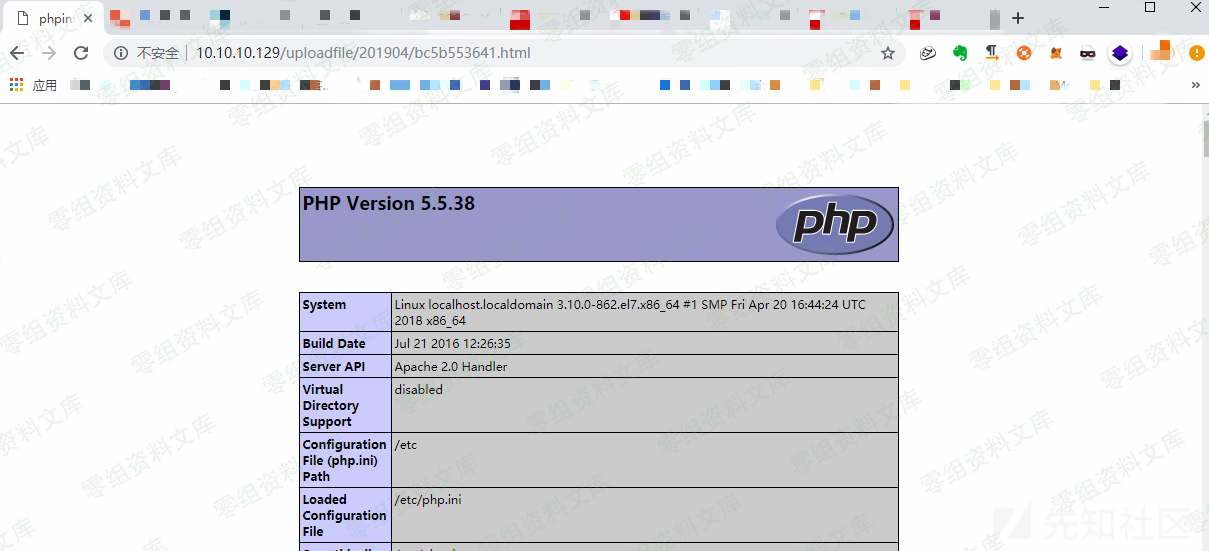 phpin
不安全 10.10.10.129/uploadfile/201904/bc5b553641.html
应用
零组资料文库
PHP Version 5.5.38
php
System Linux localhost.localdomain 3.10.0-862.el7.x86_64 #1 SMP Fri Apr 20 16:44:24 UTC
2018 x86_64
Build Date Jul 21 2016 12:26:35
Server API Apache 2.0 Handler
Virtual
Directory
Support
disabled
Configuration
File (php.ini)
Path
/etc
Loaded
Configuration
File
/etc/php.ini
先知社区